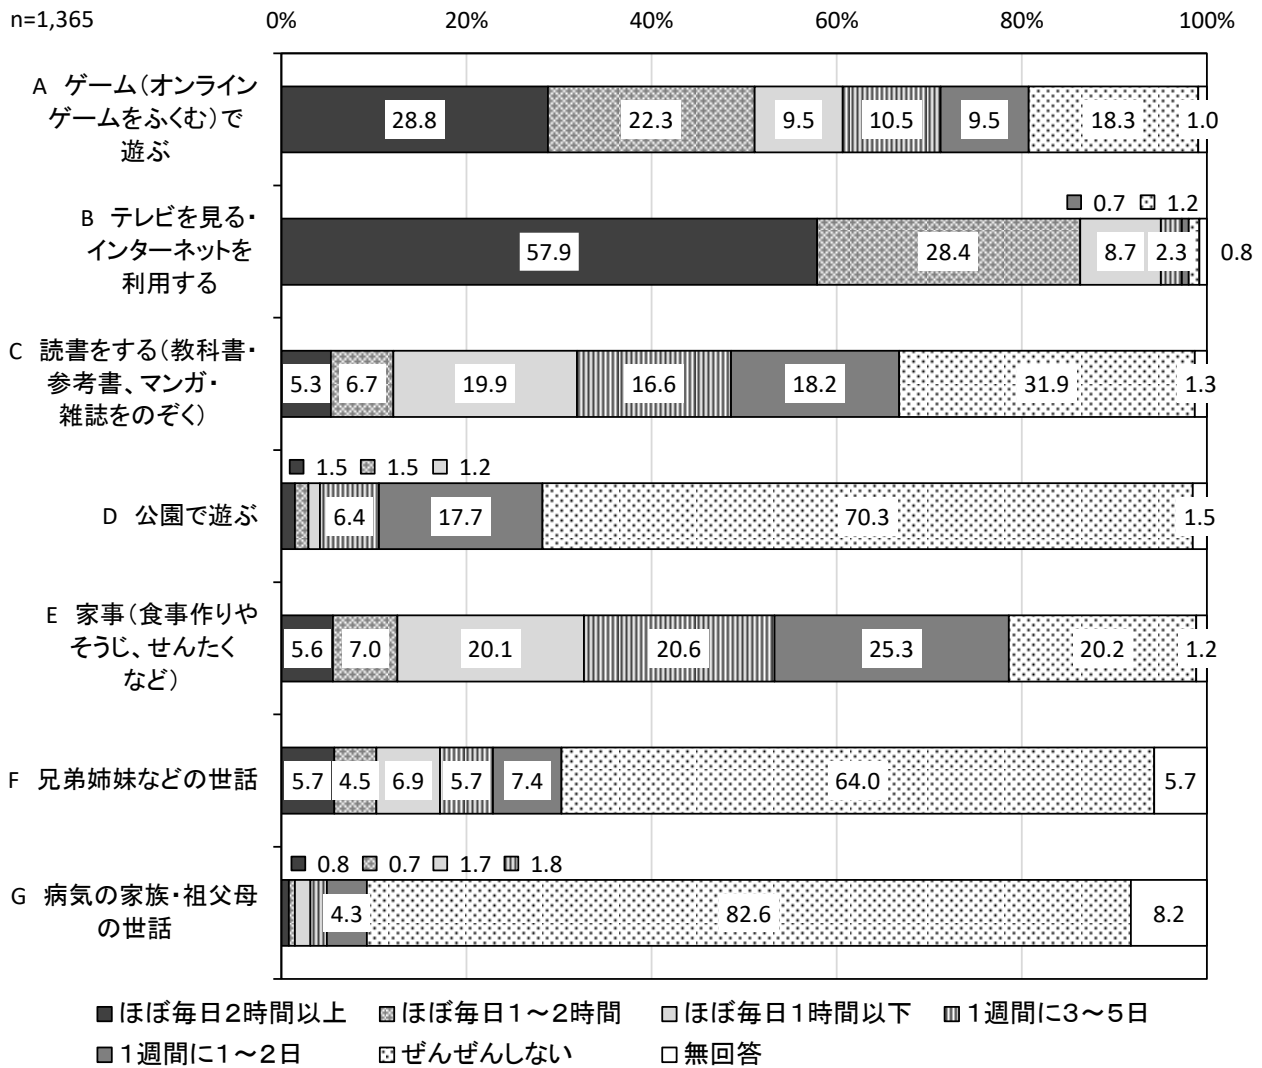 n=1,365
0% 20% 40% 60% 80% 100%
A ゲーム(オンライン
ゲームをふくむ)で
遊ぶ
28.8 22.3 9.5 10.5 9.5 18.3 1.0
B テレビを見る・
インターネットを
利用する
0.7 1.2
57.9 28.4 8.7 2.3 0.8
C 読書をする(教科書・
参考書、マンガ・
雑誌をのぞく)
5.3 6.7 19.9 16.6 18.2 31.9 1.3
1.5 1.5 1.2
D 公園で遊ぶ
6.4 17.7 70.3 1.5
E 家事(食事作りや
そうじ、せんたく
など)
5.6 7.0 20.1 20.6 25.3 20.2 1.2
F 兄弟姉妹などの世話
5.7 4.5 6.9 5.7 7.4 64.0 5.7
0.8 0.7 1.7 1.8
G 病気の家族・祖父母
の世話
4.3 82.6 8.2
ほぼ毎日2時間以上 ほぼ毎日1~2時間 ほぼ毎日1時間以下 1週間に3~5日
1週間に1~2日 ぜんぜんしない 無回答